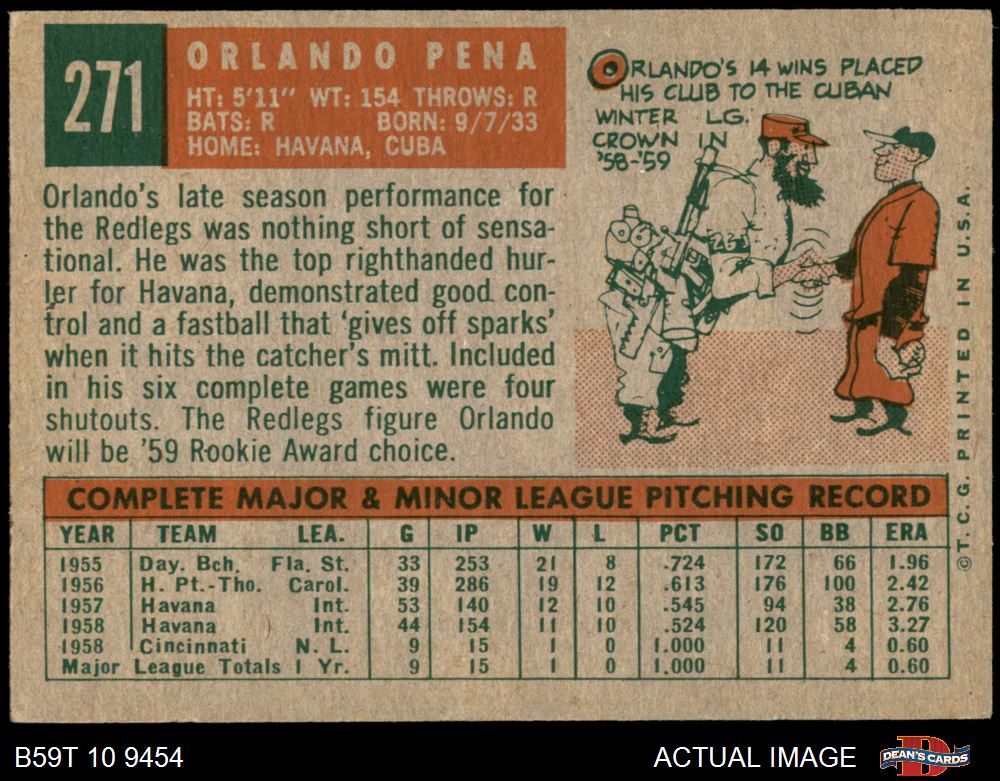 271
ORLANDO PENA
HT: 5'11" WT: 154 THROWS: R
BATS: R BORN: 9/7/33
HOME: HAVANA, CUBA
ORLANDO'S 14 WINS PLACED
HIS CLUB TO THE CUBAN
WINTER LG.
CROWN IN
'58-'59
Orlando's late season performance for
the Redlegs was nothing short of sensa-
tional. He was the top righthanded hur-
ler for Havana, demonstrated good con-
trol and a fastball that 'gives off sparks'
when it hits the catcher's mitt. Included
in his six complete games were four
shutouts. The Redlegs figure Orlando
will be '59 Rookie Award choice.
COMPLETE MAJOR & MINOR LEAGUE PITCHING RECORD
YEAR TEAM LEA. G IP W L PCT SO BB ERA
1955 Day. Bch. Fla. St. 33 253 21 8 .724 172 66 1.96
1956 H. Pt.-Tho. Carol. 39 286 19 12 .613 176 100 2.42
1957 Havana Int. 53 140 12 10 .545 94 38 2.76
1958 Havana Int. 44 154 11 10 .524 120 58 3.27
1958 Cincinnati N. L. 9 15 1 0 1.000 11 4 0.60
Major League Totals 1 Yr. 9 15 1 0 1.000 11 4 0.60
© T. C. G. PRINTED IN U.S.A.
B59T 10 9454
ACTUAL IMAGE
DEAN'S CARDS